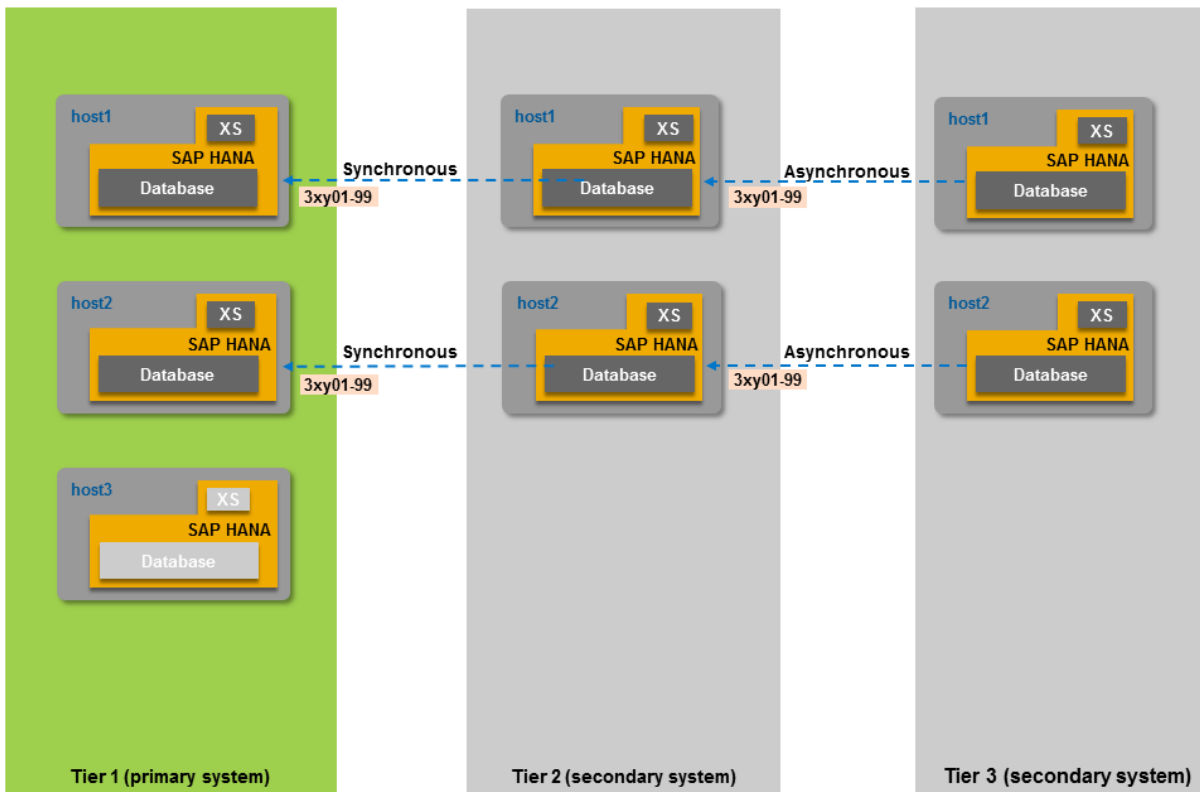 host1
XS
SAP HANA
Database
Synchronous
3xy01-99
host1
XS
SAP HANA
Database
Asynchronous
3xy01-99
host1
XS
SAP HANA
Database
host2
XS
SAP HANA
Database
Synchronous
3xy01-99
host2
XS
SAP HANA
Database
Asynchronous
3xy01-99
host2
XS
SAP HANA
Database
host3
XS
SAP HANA
Database
Tier 1 (primary system)
Tier 2 (secondary system)
Tier 3 (secondary system)